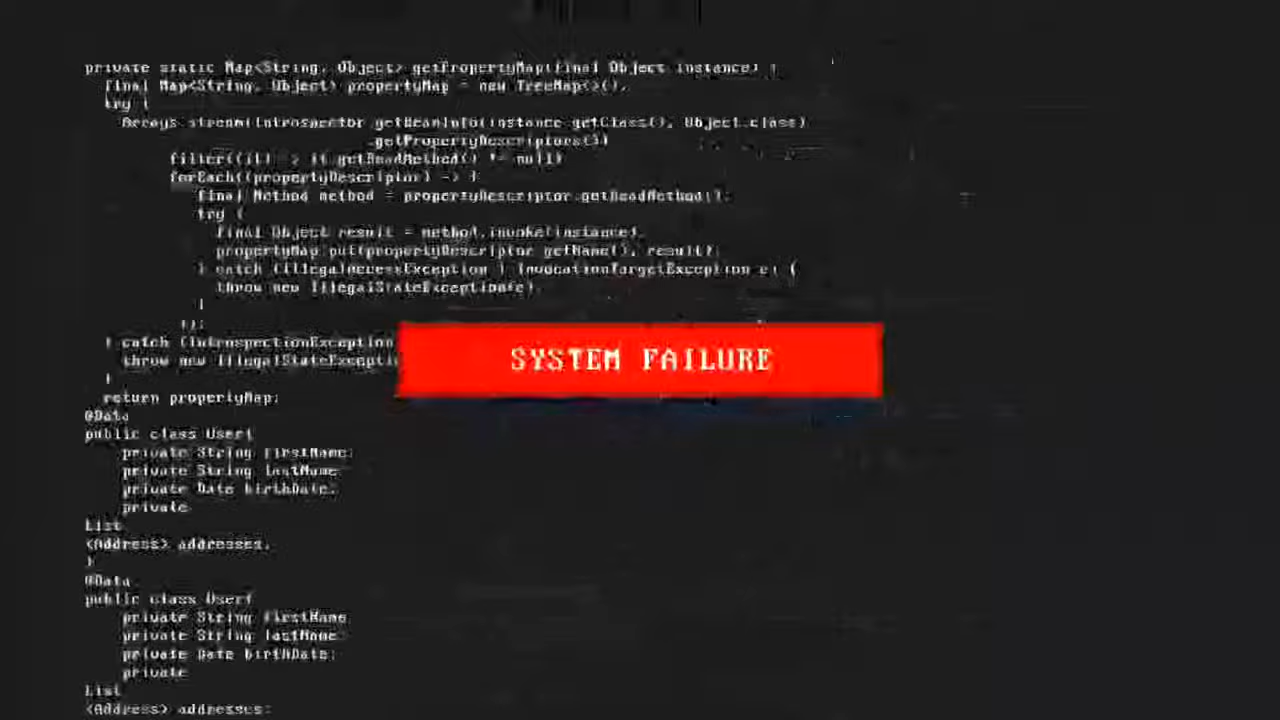 private static Map<String, Object> getPropertyMap(final Object instance) {
final Map<String, Object> propertyMap = new TreeMap<>();
try {
Arrays.stream(Introspector.getBeanInfo(instance.getClass(), Object.class)
.getPropertyDescriptors())
filter((it) -> it.getReadMethod() != null)
forEach((propertyDescriptor) -> {
final Method method = propertyDescriptor.getReadMethod();
try {
final Object result = method.invoke(instance);
propertyMap.put(propertyDescriptor.getName(), result);
} catch (IllegalAccessException | InvocationTargetException e) {
throw new IllegalStateException(e);
}
});
} catch (IntrospectionException
throw new IllegalStateExcepti
}
SYSTEM FAILURE
return propertyMap;
@Data
public class User{
private String firstName;
private String lastName
private Date birthDate;
private
List
<Address> addresses;
}
@Data
public class User{
private String firstName
private String lastName
private Date birthDate;
private
List
<Address> addresses;